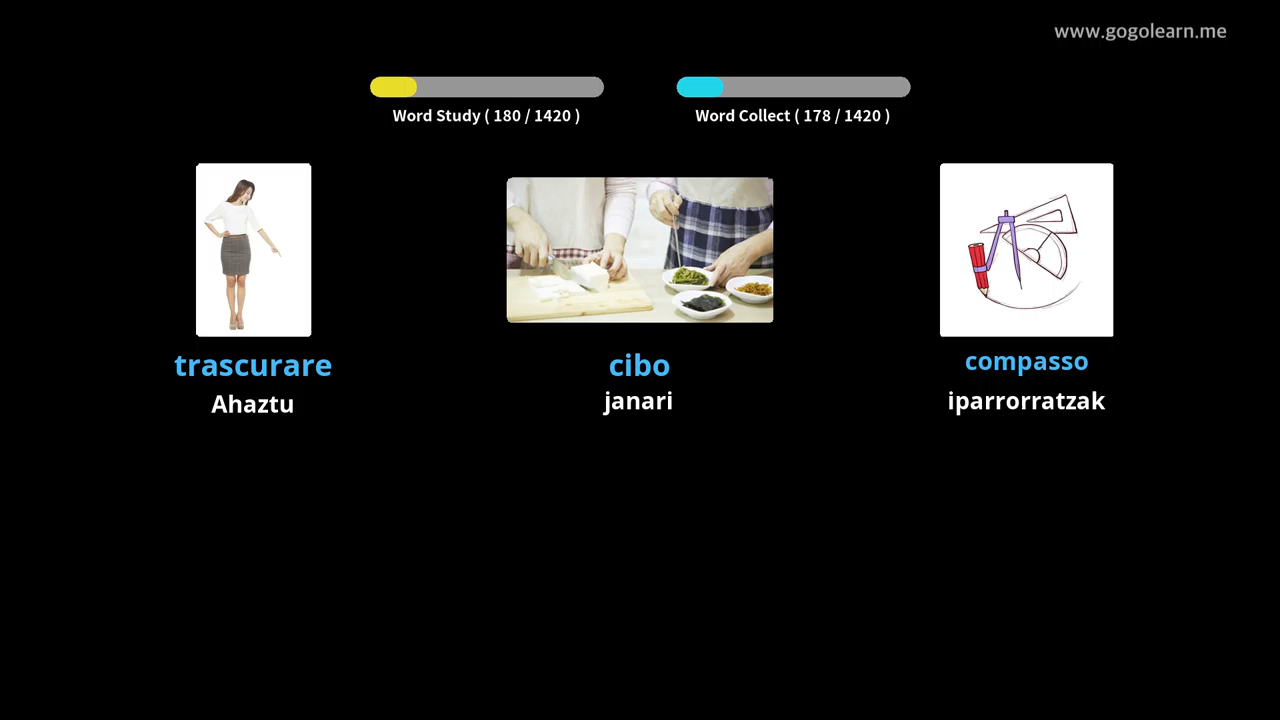 www.gogolearn.me
Word Study ( 180 / 1420 )
Word Collect ( 178 / 1420 )
trascurare
Ahaztu
cibo
janari
compasso
iparrorratzak